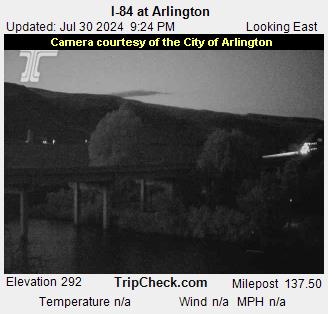 I-84 at Arlington
Updated: Jul 30 2024 9:24 PM Looking East
Camera courtesy of the City of Arlington
Elevation 292 TripCheck.com Milepost 137.50
Temperature n/a Wind n/a MPH n/a